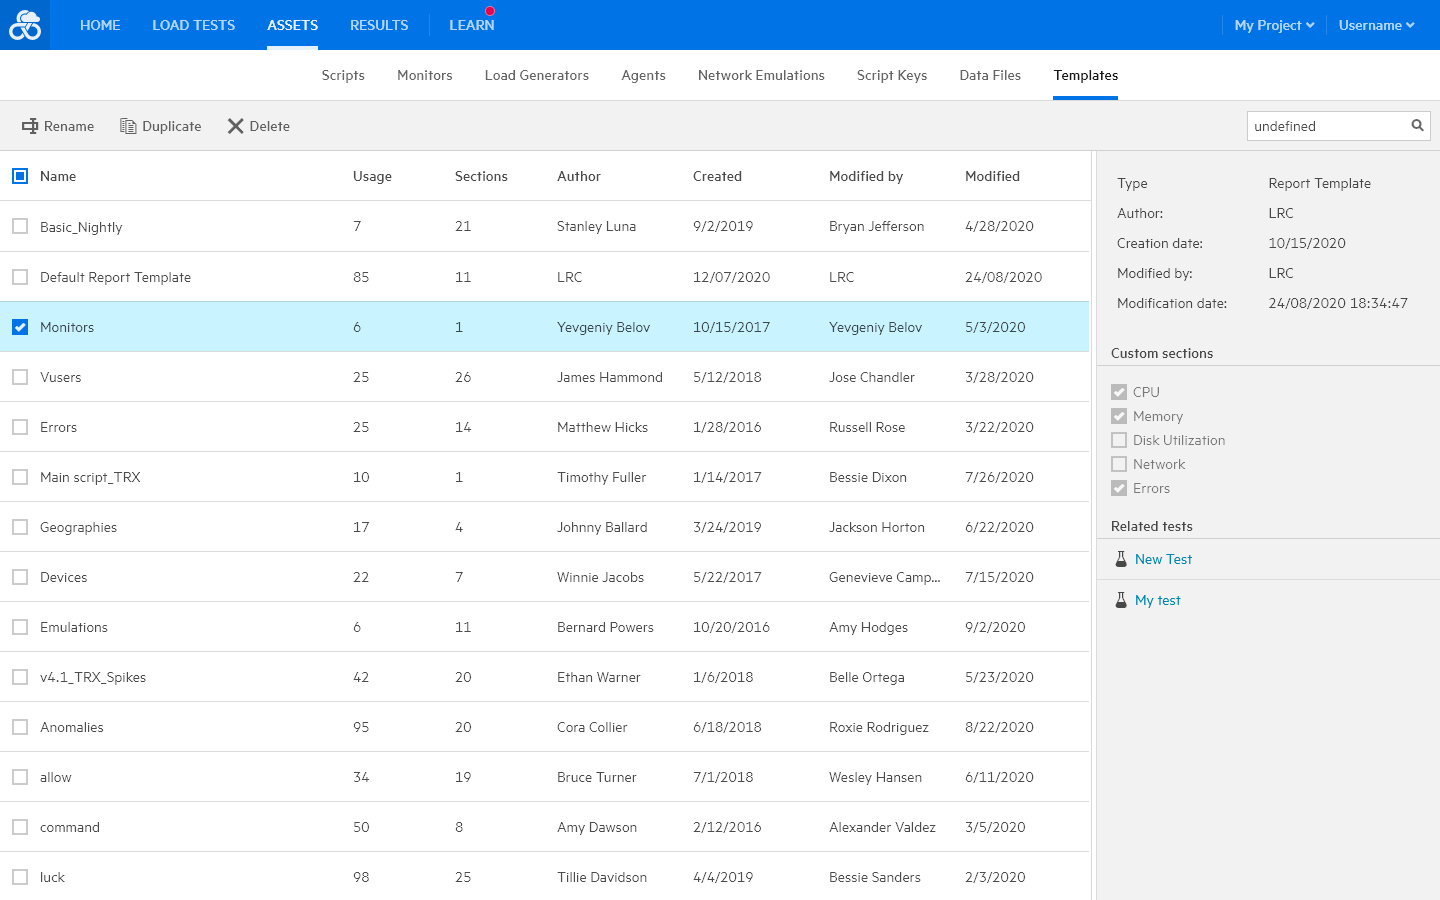 HOME LOAD TESTS ASSETS RESULTS LEARN My Project Username
Scripts Monitors Load Generators Agents Network Emulations Script Keys Data Files Templates
Rename Duplicate Delete undefined
Name Usage Sections Author Created Modified by Modified
Basic_Nightly 7 21 Stanley Luna 9/2/2019 Bryan Jefferson 4/28/2020
Default Report Template 85 11 LRC 12/07/2020 LRC 24/08/2020
Monitors 6 1 Yevgeniy Belov 10/15/2017 Yevgeniy Belov 5/3/2020
Vusers 25 26 James Hammond 5/12/2018 Jose Chandler 3/28/2020
Errors 25 14 Matthew Hicks 1/28/2016 Russell Rose 3/22/2020
Main script_TRX 10 1 Timothy Fuller 1/14/2017 Bessie Dixon 7/26/2020
Geographies 17 4 Johnny Ballard 3/24/2019 Jackson Horton 6/22/2020
Devices 22 7 Winnie Jacobs 5/22/2017 Genevieve Camp... 7/15/2020
Emulations 6 11 Bernard Powers 10/20/2016 Amy Hodges 9/2/2020
v4.1_TRX_Spikes 42 20 Ethan Warner 1/6/2018 Belle Ortega 5/23/2020
Anomalies 95 20 Cora Collier 6/18/2018 Roxie Rodriguez 8/22/2020
allow 34 19 Bruce Turner 7/1/2018 Wesley Hansen 6/11/2020
command 50 8 Amy Dawson 2/12/2016 Alexander Valdez 3/5/2020
luck 98 25 Tillie Davidson 4/4/2019 Bessie Sanders 2/3/2020
Type Report Template
Author: LRC
Creation date: 10/15/2020
Modified by: LRC
Modification date: 24/08/2020 18:34:47
Custom sections
CPU
Memory
Disk Utilization
Network
Errors
Related tests
New Test
My test